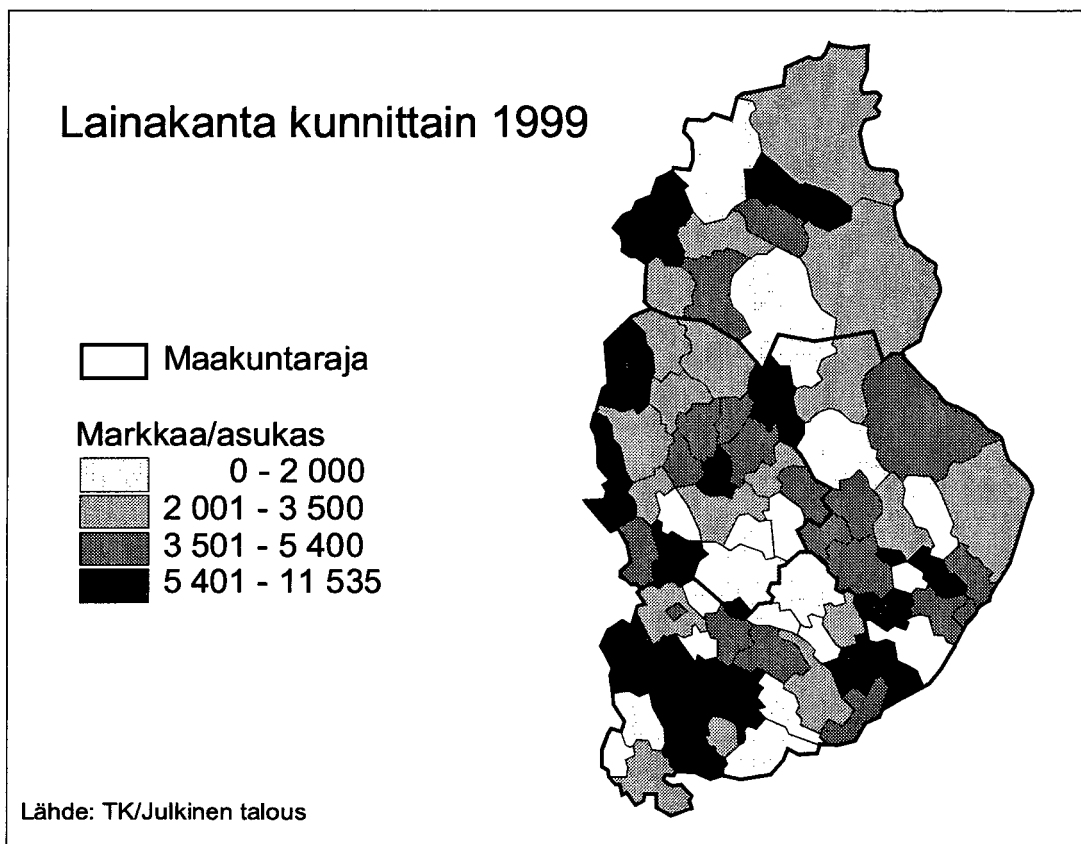 Lainakanta kunnittain 1999
Maakuntaraja
Markkaa/asukas
0 - 2 000
2 001 - 3 500
3 501 - 5 400
5 401 - 11 535
Lähde: TK/Julkinen talous